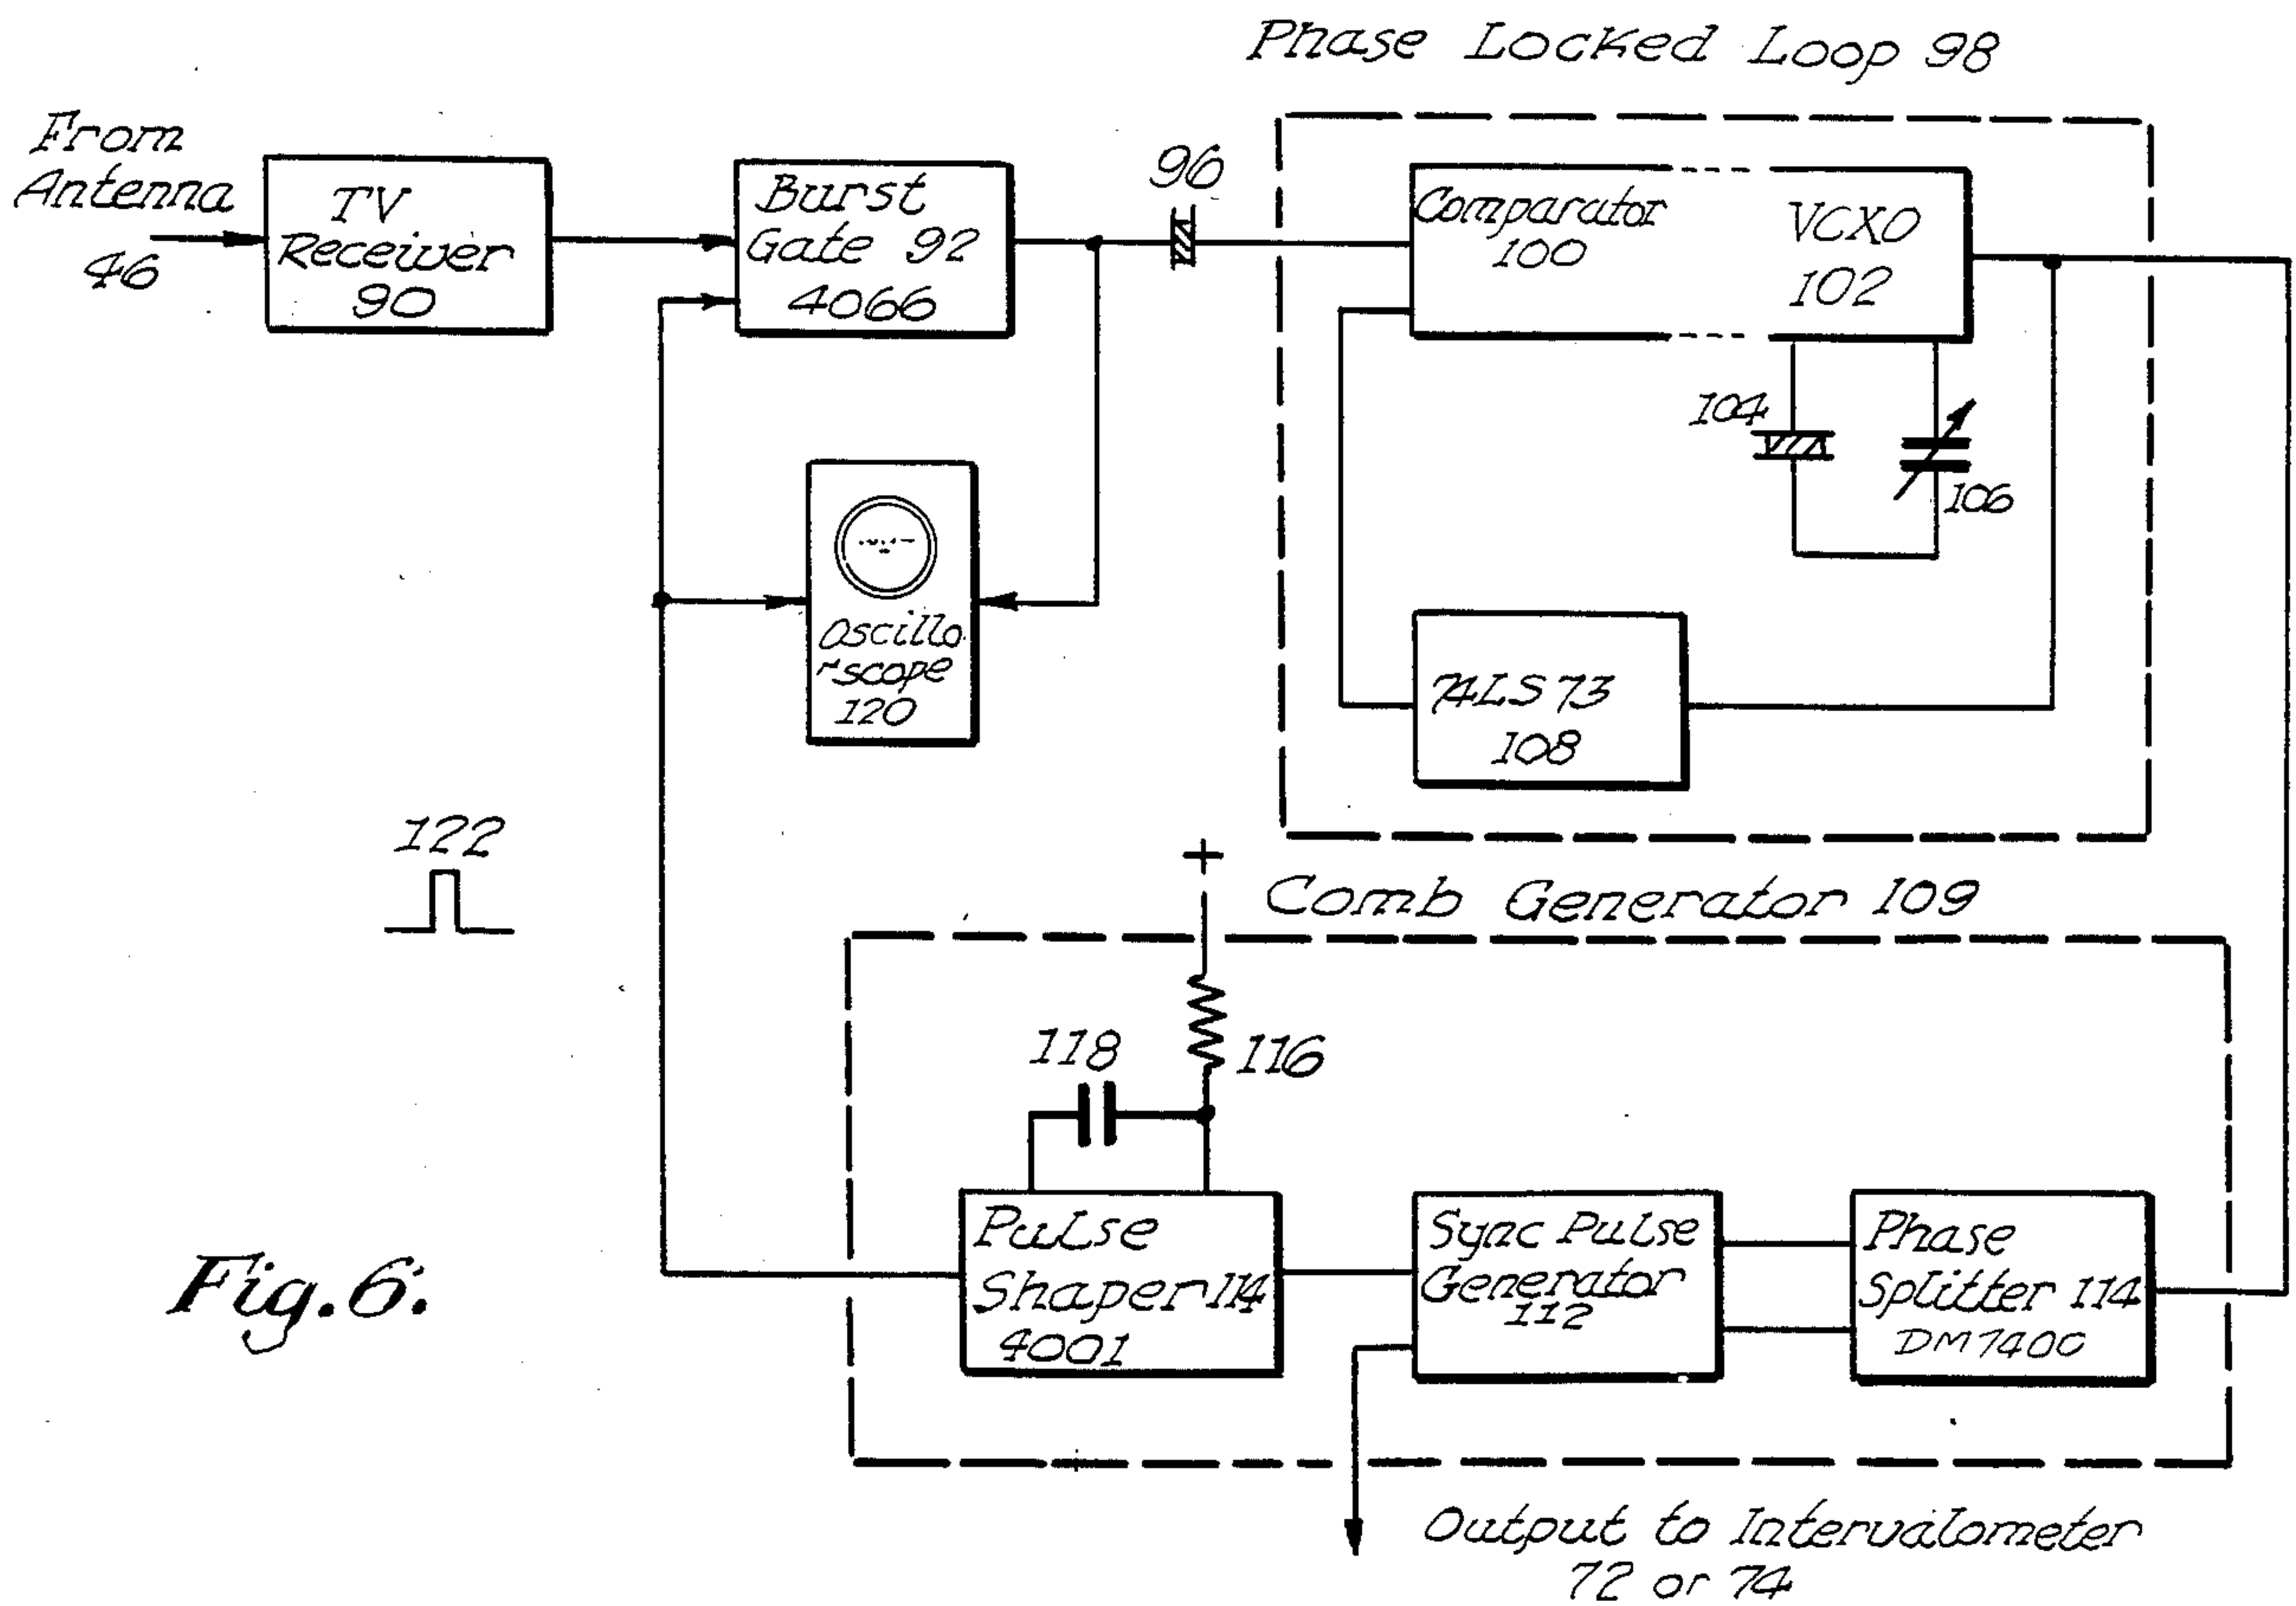 Phase Locked Loop 98
From
Antenna
46
TV
Receiver
90
Burst
Gate 92
4066
96
Comparator
100
VCXO
102
104
106
Oscillo
scope
120
74LS73
108
122
+
Comb Generator 109
118
116
Pulse
Shaper 114
4001
Sync Pulse
Generator
112
Phase
Splitter 114
DM7400
Fig. 6.
Output to Intervalometer
72 or 74